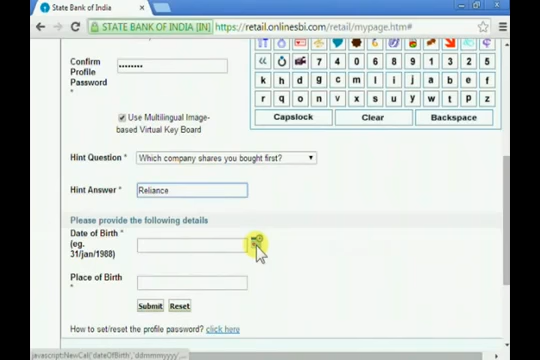 State Bank of India
STATE BANK OF INDIA [IN]
https://retail.onlinesbi.com/retail/mypage.htm#
Confirm
Profile
Password
*
••••••••
7 4 0 6 8 9 1 3 2 5
k h d g c m l i j a b e f
r q o n v x s u y w t p z
Capslock Clear Backspace
Use Multilingual Image-
based Virtual Key Board
Hint Question * Which company shares you bought first?
Hint Answer * Reliance
Please provide the following details
Date of Birth *
(eg.
31/jan/1988)
Place of Birth
*
Submit Reset
How to set/reset the profile password? click here
javascript:NewCal('dateOfBirth','ddmmmyyyy',...